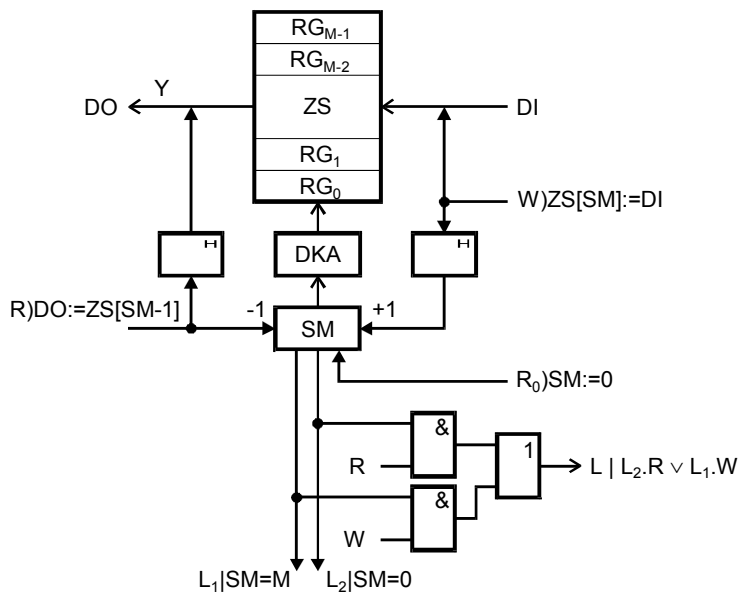 RG_{M-1}
RG_{M-2}
Y
DO
ZS
DI
RG_1
RG_0
W)ZS[SM]:=DI
DKA
R)DO:=ZS[SM-1]
-1
SM
+1
R_0)SM:=0
&
R
1
L | L_2.R ∨ L_1.W
&
W
L_1|SM=M
L_2|SM=0